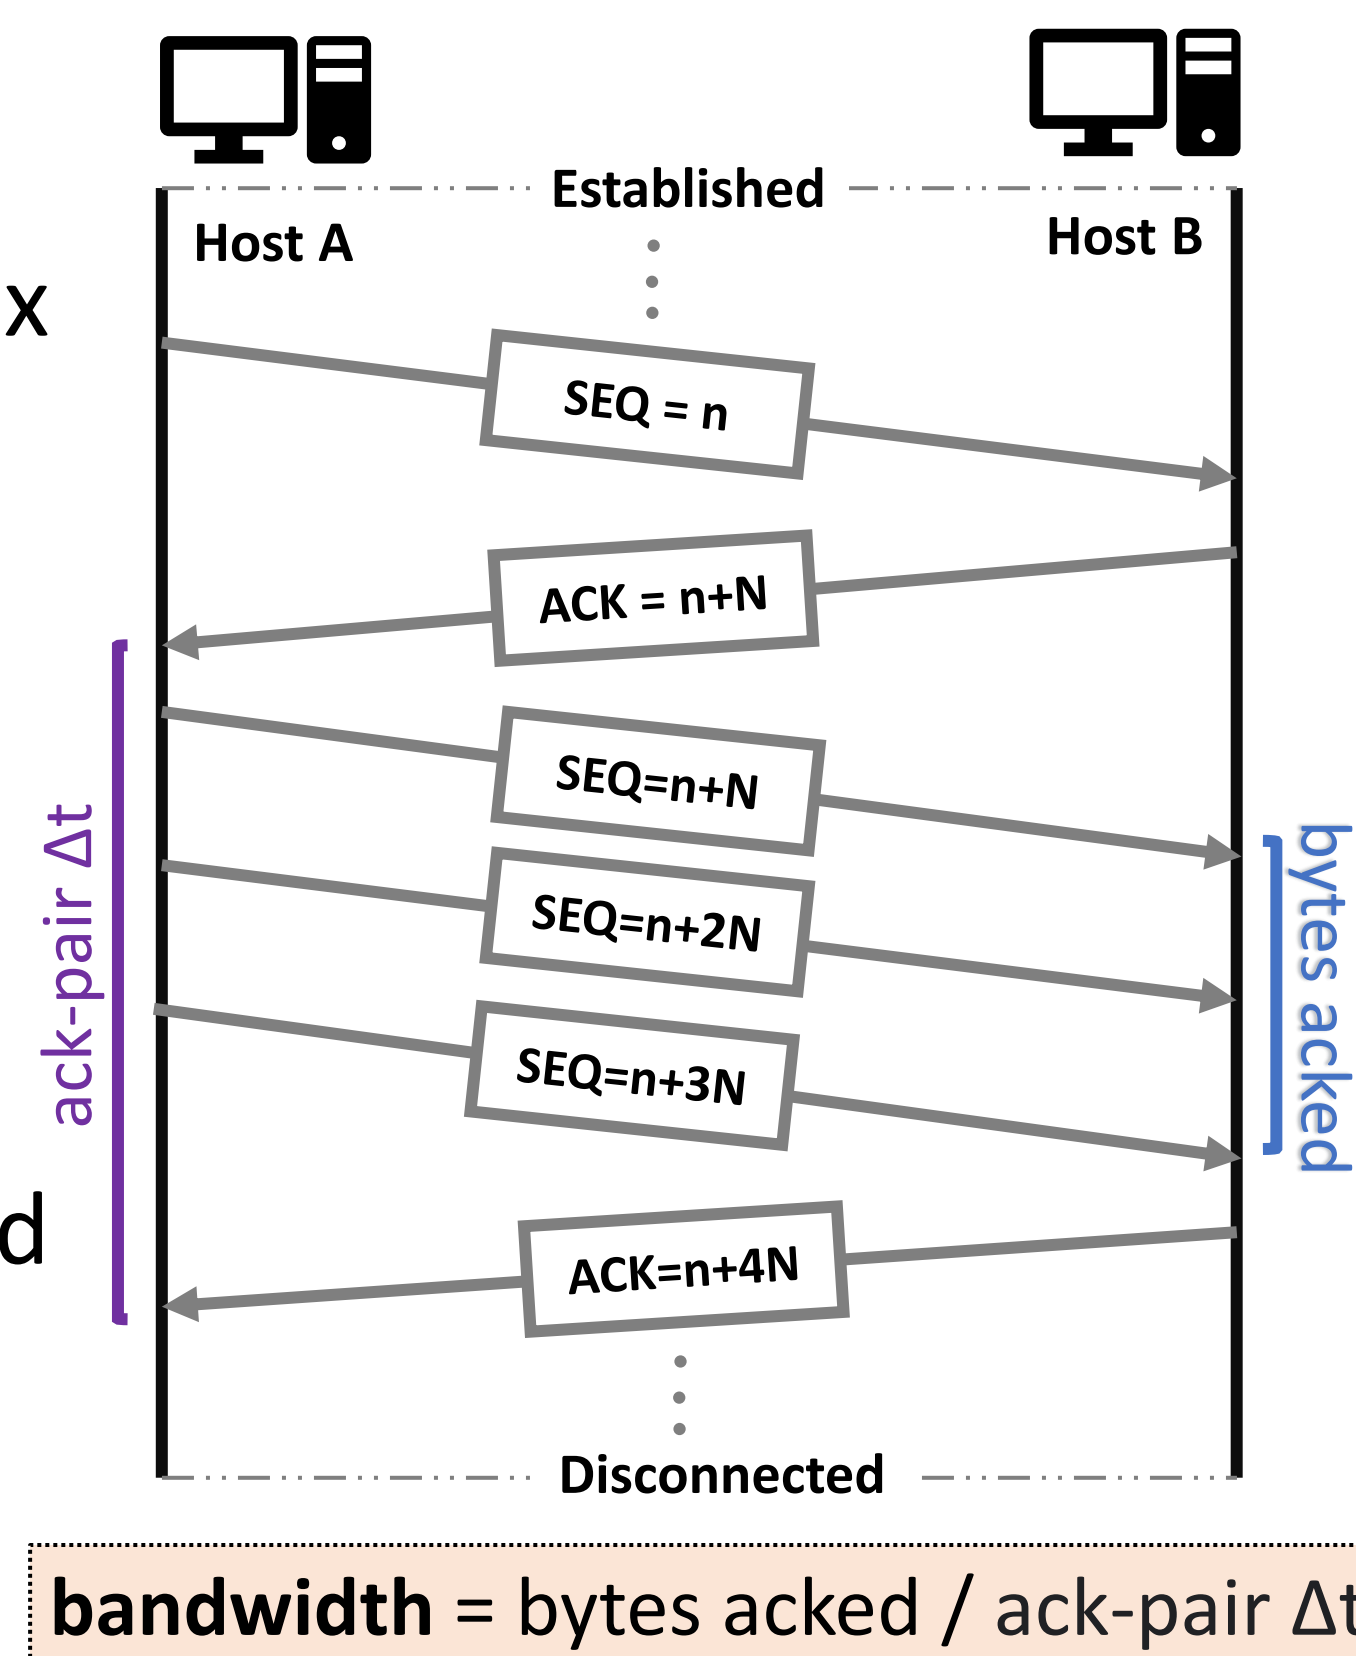 Established
Host A
Host B
x
SEQ = n
ACK = n+N
SEQ=n+N
SEQ=n+2N
SEQ=n+3N
ack-pair Δt
bytes acked
d
ACK=n+4N
Disconnected
bandwidth = bytes acked / ack-pair Δt